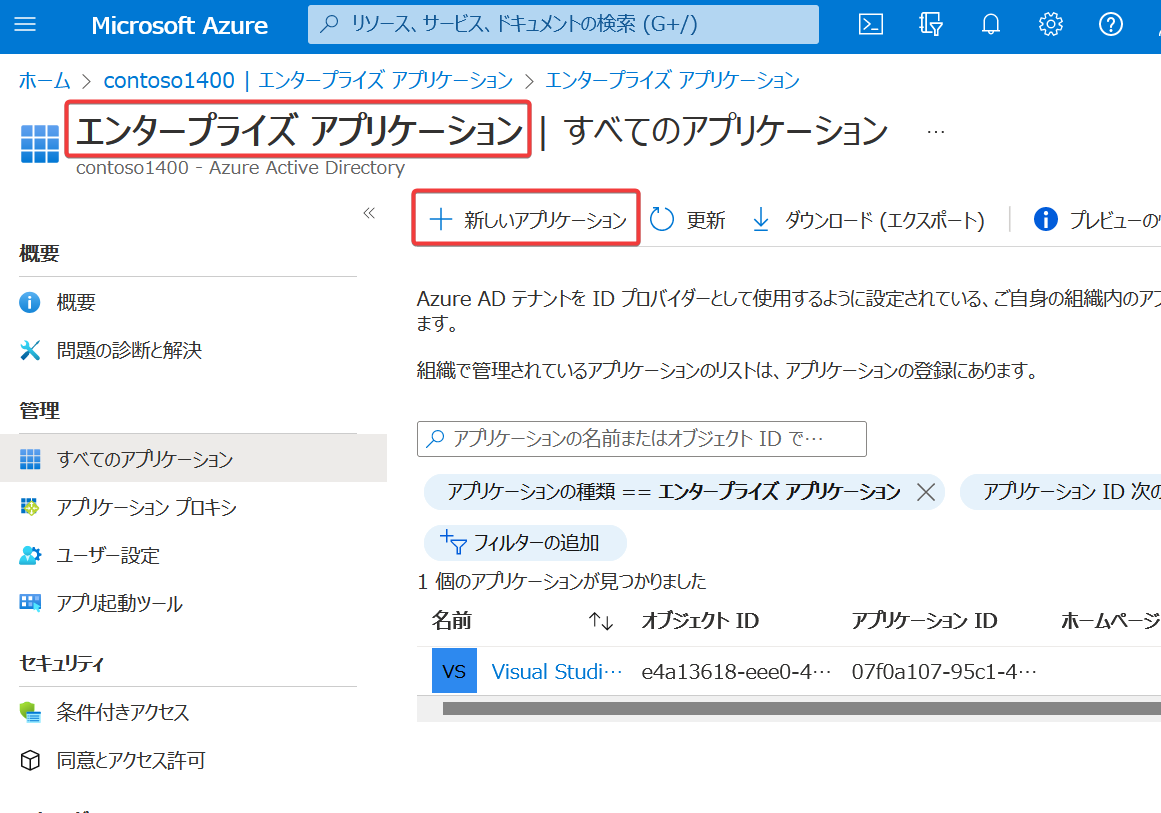 Microsoft Azure
リソース、サービス、ドキュメントの検索 (G+/)
ホーム > contoso1400 | エンタープライズ アプリケーション > エンタープライズ アプリケーション
エンタープライズ アプリケーション | すべてのアプリケーション ...
contoso1400 - Azure Active Directory
«
+ 新しいアプリケーション 更新 ダウンロード (エクスポート) | プレビューの
概要
概要
問題の診断と解決
管理
すべてのアプリケーション
アプリケーション プロキシ
ユーザー設定
アプリ起動ツール
セキュリティ
条件付きアクセス
同意とアクセス許可
Azure AD テナントを ID プロバイダーとして使用するように設定されている、ご自身の組織内のアプ
ます。
組織で管理されているアプリケーションのリストは、アプリケーションの登録にあります。
アプリケーションの名前またはオブジェクト ID で…
アプリケーションの種類 == エンタープライズ アプリケーション ×
アプリケーション ID 次の
フィルターの追加
1 個のアプリケーションが見つかりました
名前 ↑↓ オブジェクト ID アプリケーション ID ホームページ
VS Visual Studi… e4a13618-eee0-4… 07f0a107-95c1-4…